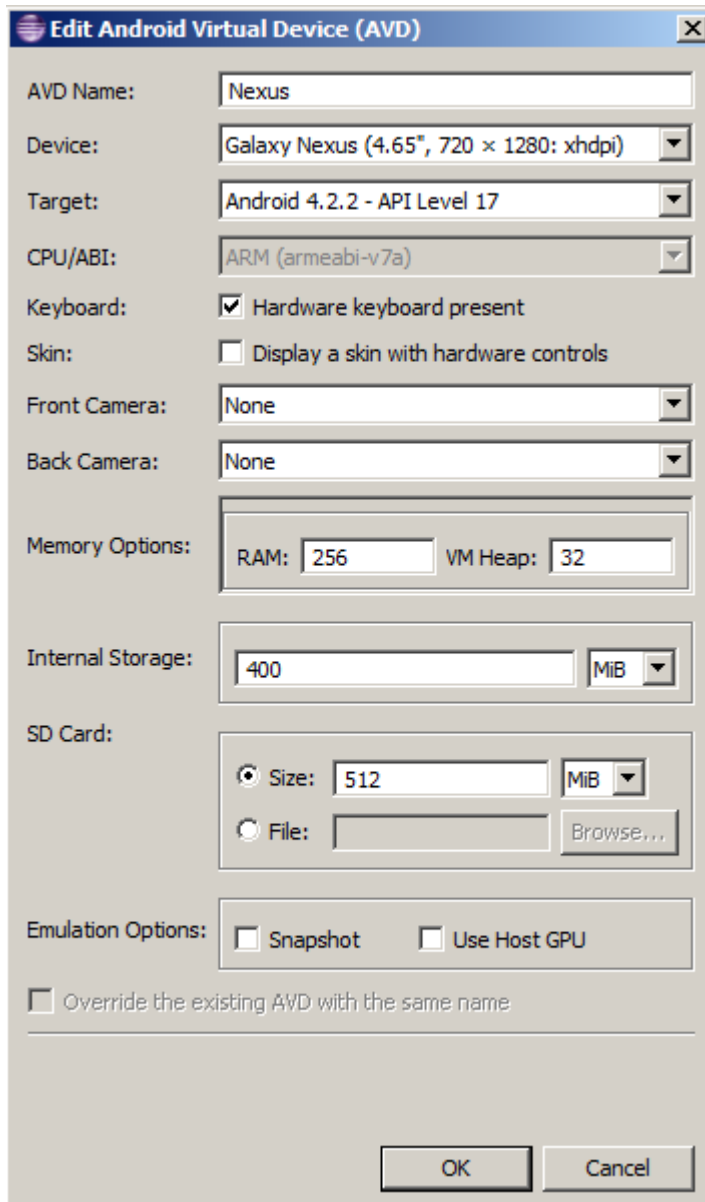 Edit Android Virtual Device (AVD)
AVD Name: Nexus
Device: Galaxy Nexus (4.65", 720 × 1280: xhdpi)
Target: Android 4.2.2 - API Level 17
CPU/ABI: ARM (armeabi-v7a)
Keyboard: Hardware keyboard present
Skin: Display a skin with hardware controls
Front Camera: None
Back Camera: None
Memory Options: RAM: 256 VM Heap: 32
Internal Storage: 400 MiB
SD Card:
Size: 512 MiB
File: Browse...
Emulation Options: Snapshot Use Host GPU
Override the existing AVD with the same name
OK Cancel